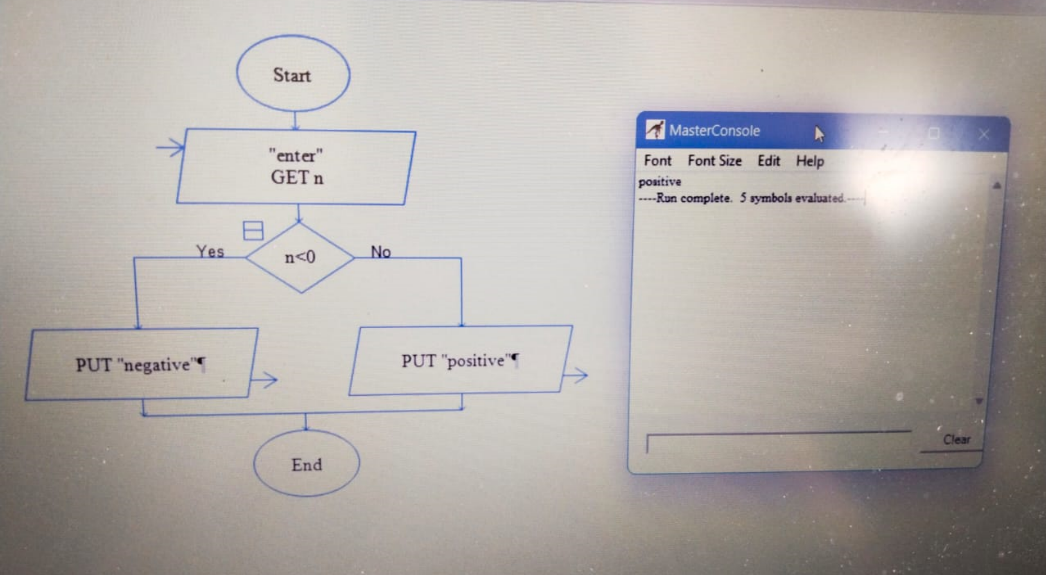 Start
"enter"
GET n
n<0
Yes
No
PUT "negative"¶
PUT "positive"¶
End
MasterConsole
Font Font Size Edit Help
positive
----Run complete. 5 symbols evaluated.----
Clear